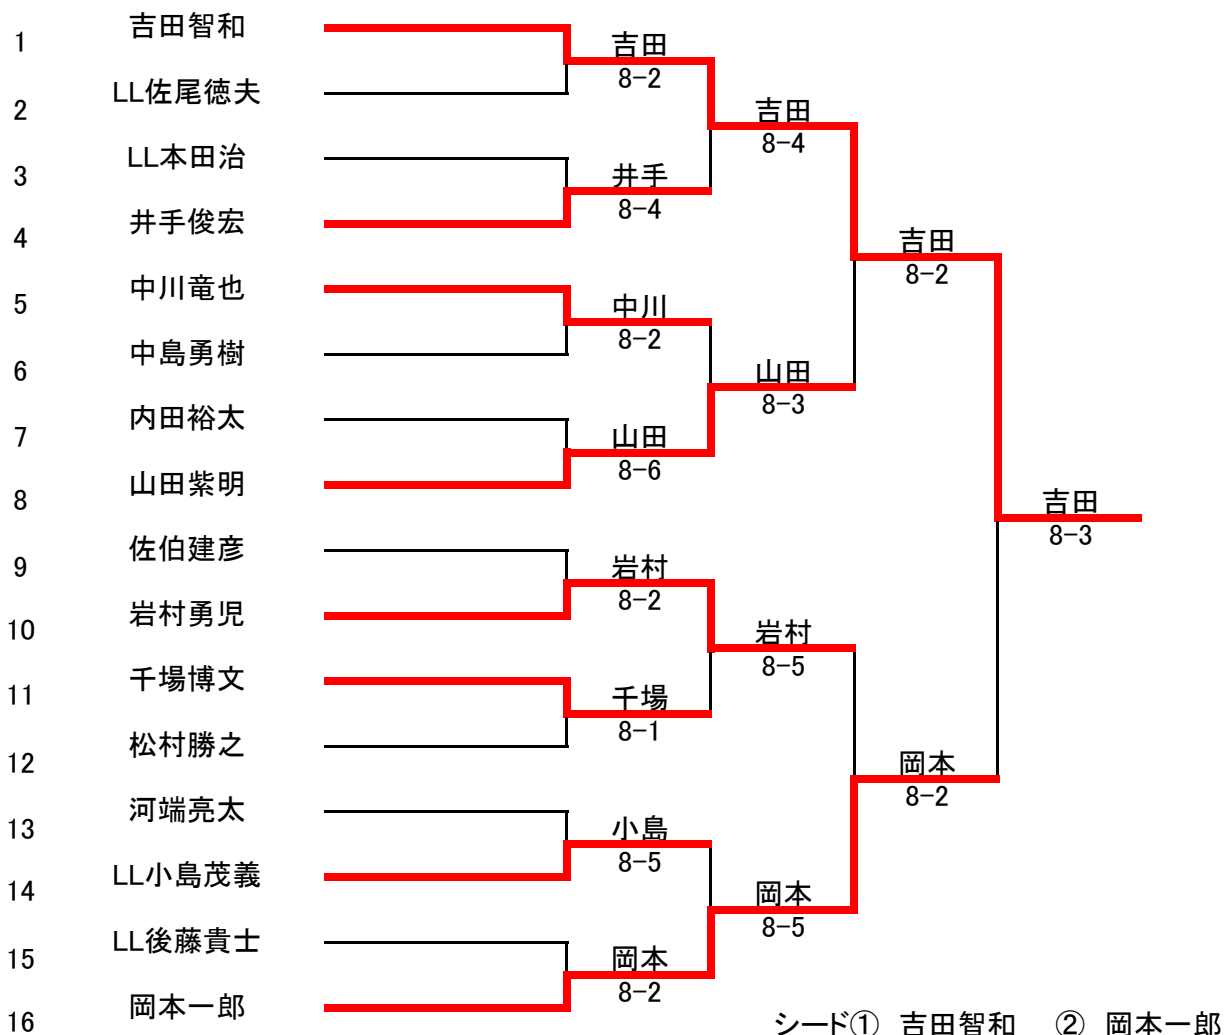 1 吉田智和
吉田
8-2
2 LL佐尾徳夫
吉田
8-4
3 LL本田治
井手
8-4
4 井手俊宏
吉田
8-2
5 中川竜也
中川
8-2
6 中島勇樹
山田
8-3
7 内田裕太
山田
8-6
8 山田紫明
吉田
8-3
9 佐伯建彦
岩村
8-2
10 岩村勇児
岩村
8-5
11 千場博文
千場
8-1
12 松村勝之
岡本
8-2
13 河端亮太
小島
8-5
14 LL小島茂義
岡本
8-5
15 LL後藤貴士
岡本
8-2
16 岡本一郎
シード① 吉田智和 ② 岡本一郎